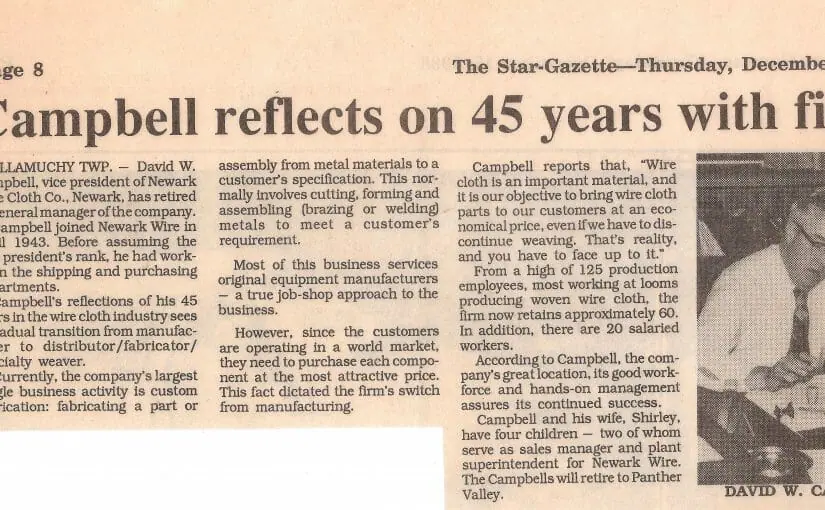 ge 8
The Star-Gazette—Thursday, Decembe
Campbell reflects on 45 years with fi
LLAMUCHY TWP. — David W.
mpbell, vice president of Newark
e Cloth Co., Newark, has retired
eneral manager of the company.
ampbell joined Newark Wire in
il 1943. Before assuming the
president's rank, he had work-
n the shipping and purchasing
artments.
ampbell's reflections of his 45
rs in the wire cloth industry sees
adual transition from manufac-
er to distributor/fabricator/
cialty weaver.
Currently, the company's largest
gle business activity is custom
rication: fabricating a part or
assembly from metal materials to a
customer's specification. This nor-
mally involves cutting, forming and
assembling (brazing or welding)
metals to meet a customer's
requirement.
Most of this business services
original equipment manufacturers
— a true job-shop approach to the
business.
However, since the customers
are operating in a world market,
they need to purchase each compo-
nent at the most attractive price.
This fact dictated the firm's switch
from manufacturing.
Campbell reports that, "Wire
cloth is an important material, and
it is our objective to bring wire cloth
parts to our customers at an eco-
nomical price, even if we have to dis-
continue weaving. That's reality,
and you have to face up to it."
From a high of 125 production
employees, most working at looms
producing woven wire cloth, the
firm now retains approximately 60.
In addition, there are 20 salaried
workers.
According to Campbell, the com-
pany's great location, its good work-
force and hands-on management
assures its continued success.
Campbell and his wife, Shirley,
have four children — two of whom
serve as sales manager and plant
superintendent for Newark Wire.
The Campbells will retire to Panther
Valley.
DAVID W. CA